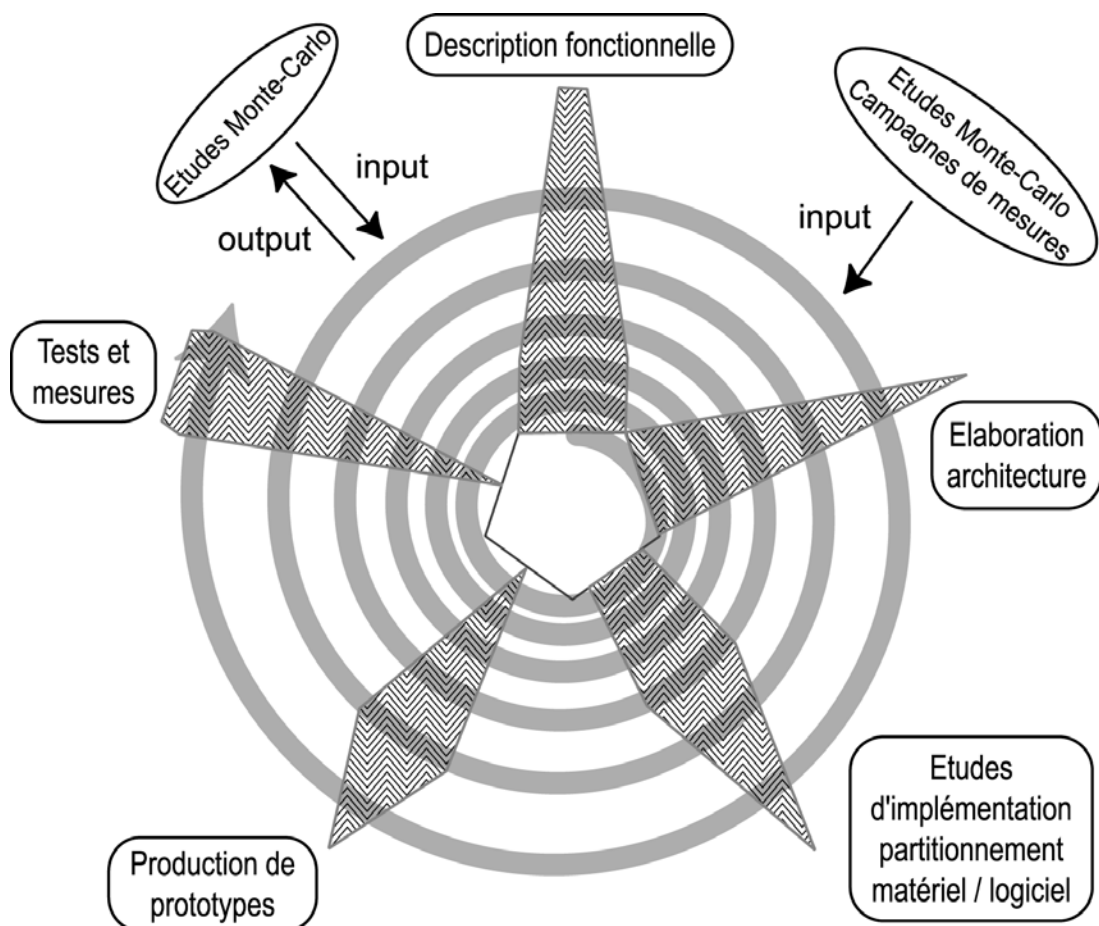 Description fonctionnelle
Etudes Monte-Carlo
input
output
Etudes Monte-Carlo
Campagnes de mesures
input
Tests et
mesures
Elaboration
architecture
Etudes
d'implémentation
partitionnement
matériel / logiciel
Production de
prototypes